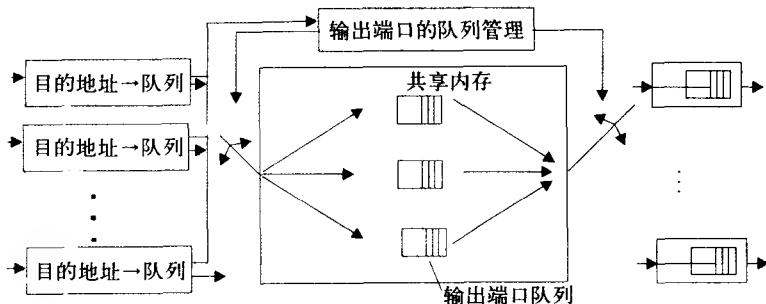 输出端口的队列管理
目的地址→队列
共享内存
目的地址→队列
目的地址→队列
输出端口队列